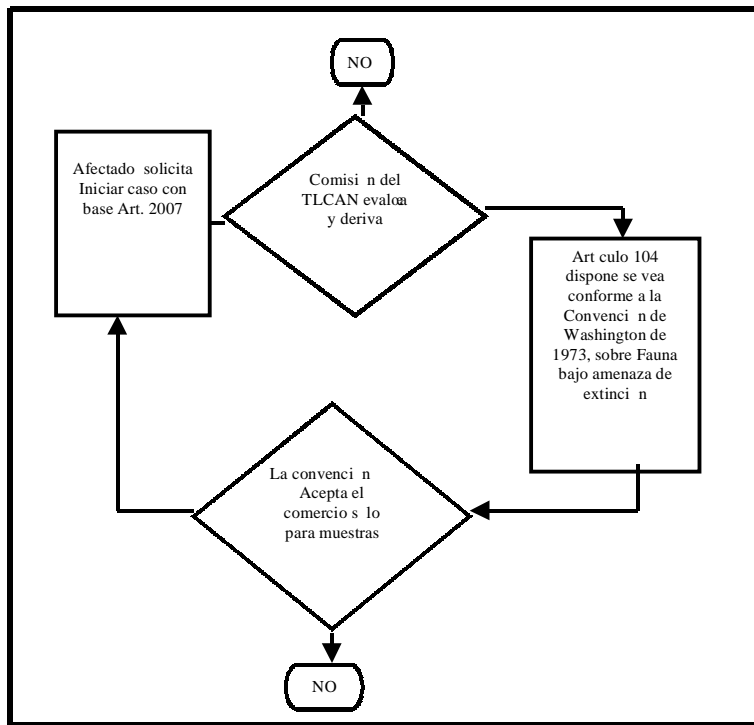 NO
Afectado solicita
Iniciar caso con
base Art. 2007
Comisi n del
TLCAN evalúa
y deriva
Art culo 104
dispone se vea
conforme a la
Convenci n de
Washington de
1973, sobre Fauna
bajo amenaza de
extinci n
La convenci n
Acepta el
comercio s lo
para muestras
NO